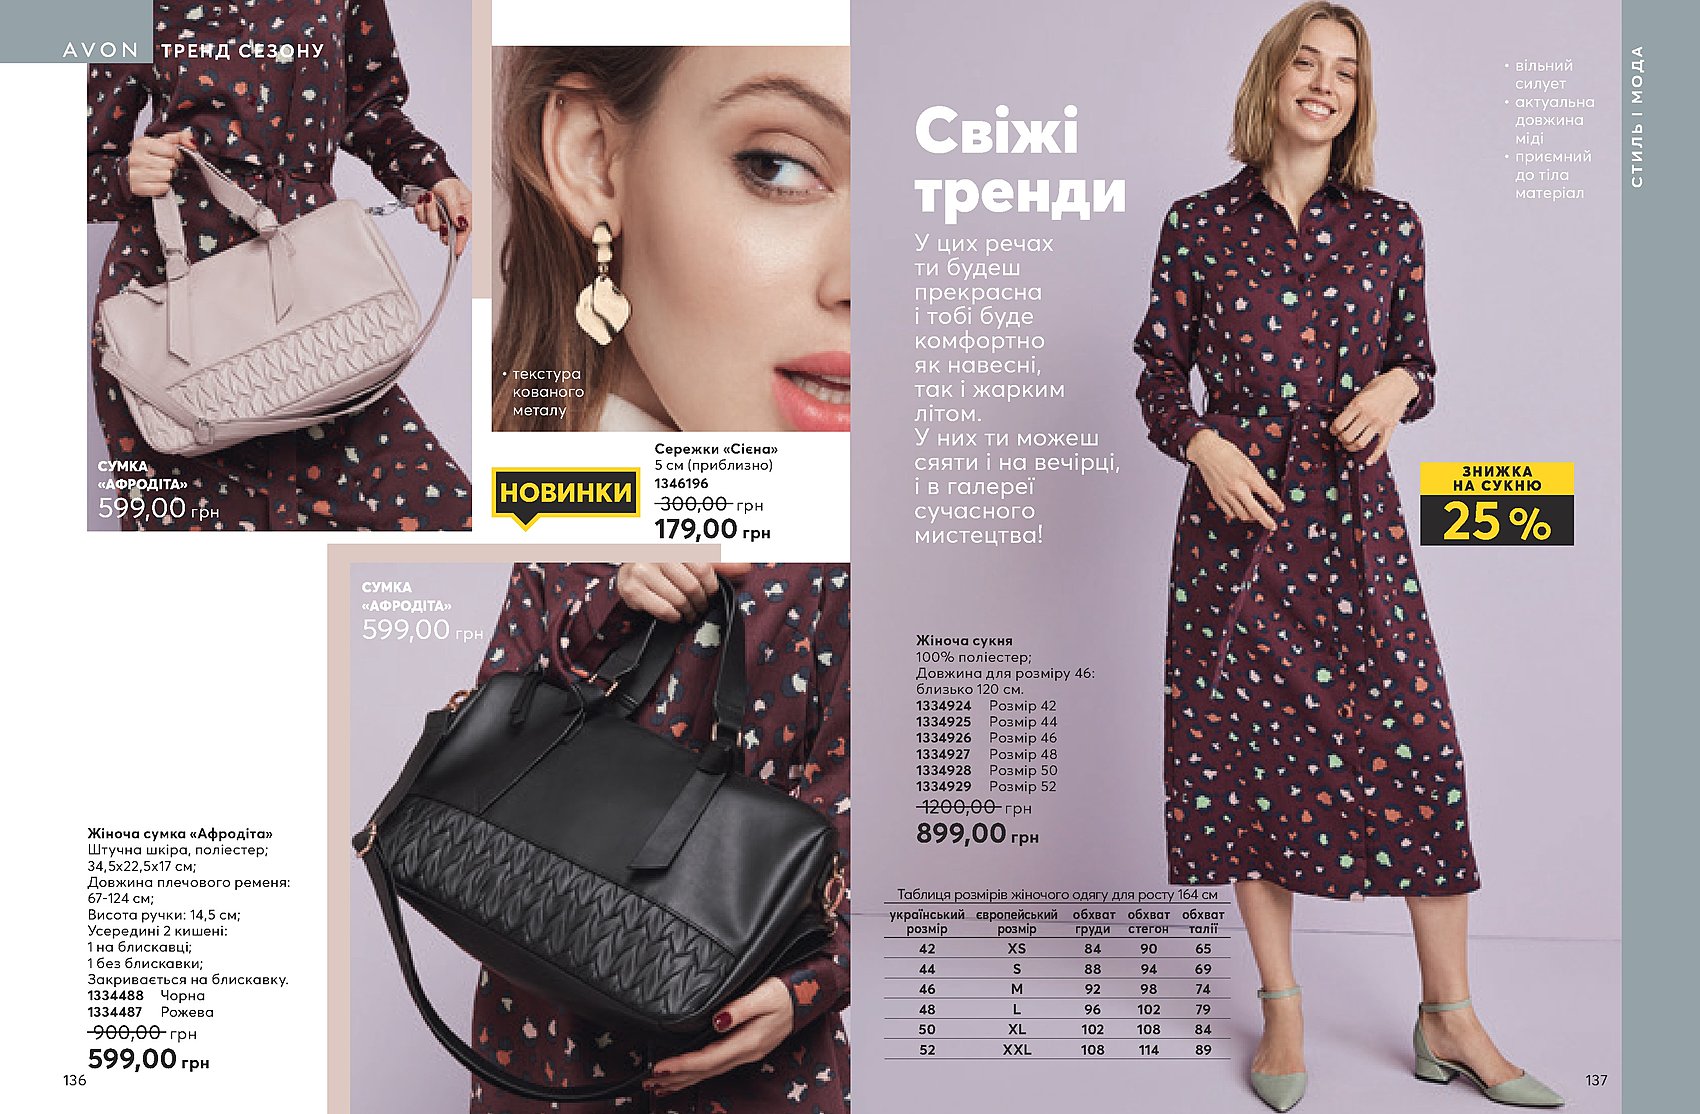 AVON ТРЕНД СЕЗОНУ
СУМКА
«АФРОДІТА»
599,00 грн
• текстура
кованого
металу
НОВИНКИ
Сережки «Сієна»
5 см (приблизно)
1346196
300,00 грн
179,00 грн
СУМКА
«АФРОДІТА»
599,00 грн
Жіноча сумка «Афродіта»
Штучна шкіра, поліестер;
34,5х22,5х17 см;
Довжина плечового ременя:
67-124 см;
Висота ручки: 14,5 см;
Усередині 2 кишені:
1 на блискавці;
1 без блискавки;
Закривається на блискавку.
1334488 Чорна
1334487 Рожева
900,00 грн
599,00 грн
136
Свіжі
тренди
У цих речах
ти будеш
прекрасна
і тобі буде
комфортно
як навесні,
так і жарким
літом.
У них ти можеш
сяяти і на вечірці,
і в галереї
сучасного
мистецтва!
• вільний
силует
• актуальна
довжина
міді
• приємний
до тіла
матеріал
СТИЛЬ І МОДА
ЗНИЖКА
НА СУКНЮ
25 %
Жіноча сукня
100% поліестер;
Довжина для розміру 46:
близько 120 см.
1334924 Розмір 42
1334925 Розмір 44
1334926 Розмір 46
1334927 Розмір 48
1334928 Розмір 50
1334929 Розмір 52
1200,00 грн
899,00 грн
Таблиця розмірів жіночого одягу для росту 164 см
український європейський обхват обхват обхват
розмір розмір груди стегон талії
42 XS 84 90 65
44 S 88 94 69
46 M 92 98 74
48 L 96 102 79
50 XL 102 108 84
52 XXL 108 114 89
137